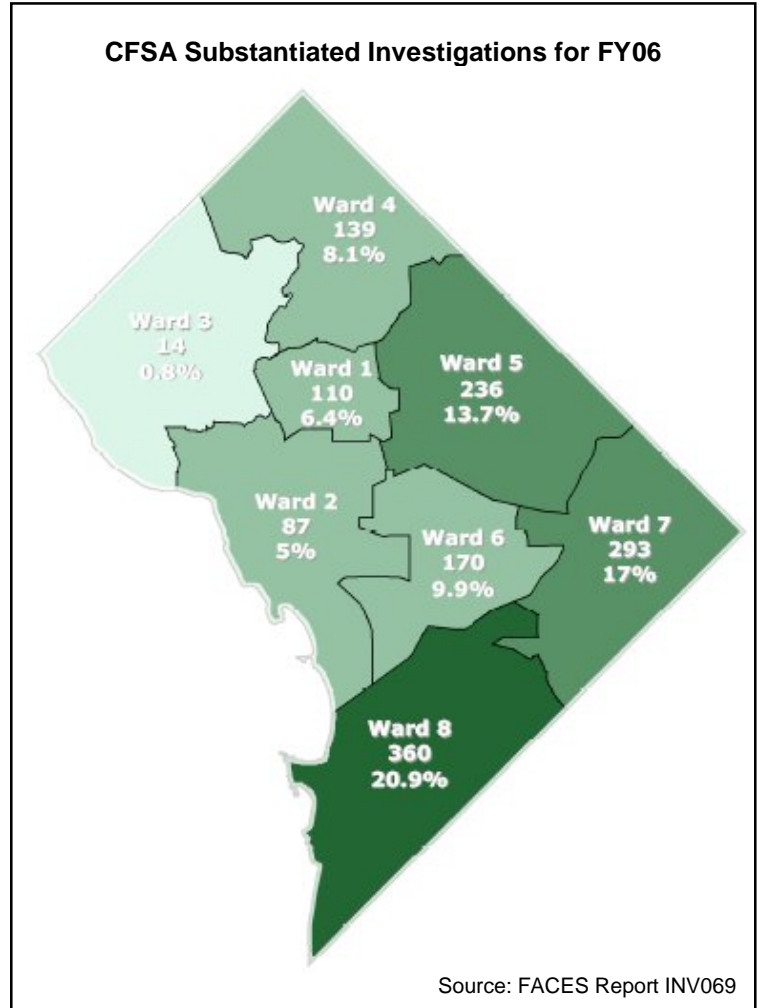 CFSA Substantiated Investigations for FY06
Ward 4
139
8.1%
Ward 3
14
0.8%
Ward 1
110
6.4%
Ward 5
236
13.7%
Ward 2
87
5%
Ward 6
170
9.9%
Ward 7
293
17%
Ward 8
360
20.9%
Source: FACES Report INV069